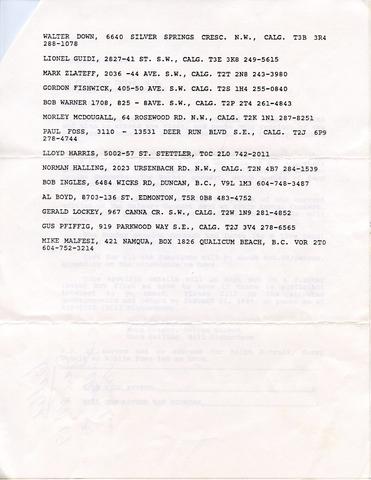 WALTER DOWN, 6640 SILVER SPRINGS CRESC. N.W., CALG. T3B 3R4
288-1078
LIONEL GUIDI, 2827-41 ST. S.W., CALG. T3E 3K8 249-5615
MARK ZLATEFF, 2036 -44 AVE. S.W., CALG. T2T 2N8 243-3980
GORDON FISHWICK, 405-50 AVE. S.W. CALG. T2S 1H4 255-0840
BOB WARNER 1708, 825 - 8AVE. S.W., CALG. T2P 2T4 261-4843
MORLEY MCDOUGALL, 64 ROSEWOOD RD. N.W., CALG. T2K 1N1 287-8251
PAUL FOSS, 3110 - 13531 DEER RUN BLVD S.E., CALG. T2J 6P9
278-4744
LLOYD HARRIS, 5002-57 ST. STETTLER, T0C 2L0 742-2011
NORMAN HALLING, 2023 URSENBACH RD. N.W., CALG. T2N 4B7 284-1539
BOB INGLES, 6484 WICKS RD, DUNCAN, B.C., V9L 1M3 604-748-3487
AL BOYD, 8703-136 ST. EDMONTON, T5R 0B8 483-4752
GERALD LOCKEY, 967 CANNA CR. S.W., CALG. T2W 1N9 281-4852
GUS PFIFFIG, 919 PARKWOOD WAY S.E., CALG. T2J 3V4 278-6565
MIKE MALFESI, 421 NAMQUA, BOX 1826 QUALICUM BEACH, B.C. VOR 2T0
604-752-3214